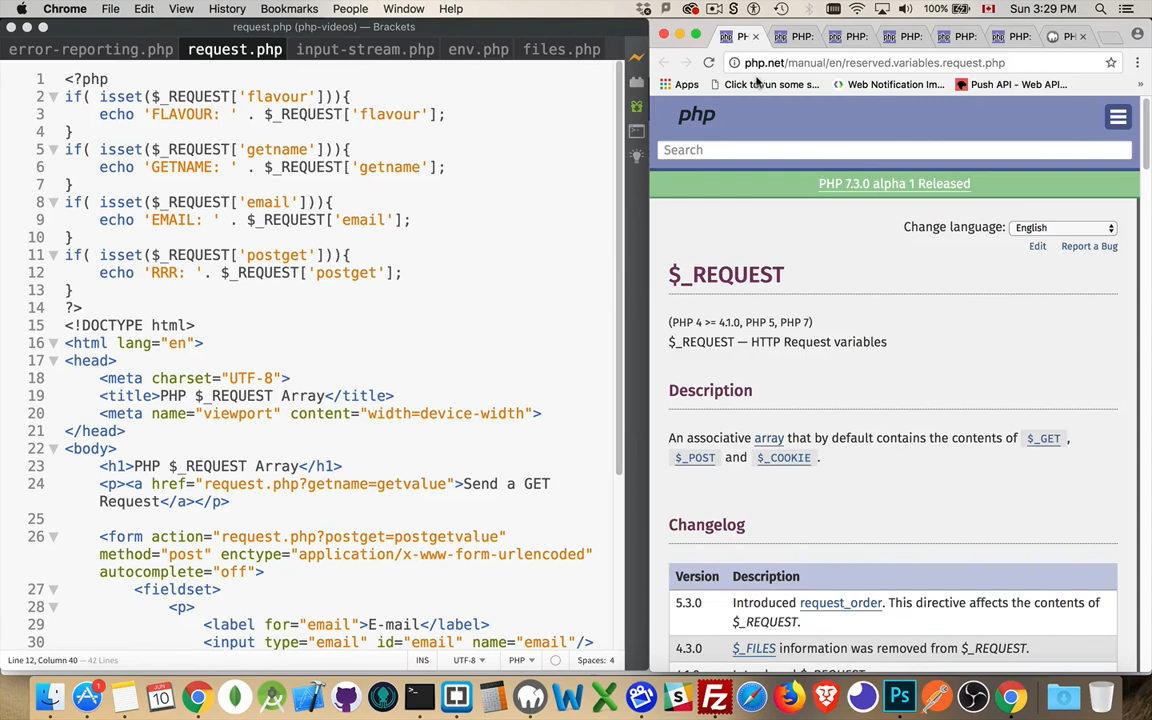 Chrome File Edit View History Bookmarks People Window Help
100% Sun 3:29 PM
request.php (php-videos) — Brackets
error-reporting.php request.php input-stream.php env.php files.php
1 <?php
2 if( isset($_REQUEST['flavour'])){
3 echo 'FLAVOUR: ' . $_REQUEST['flavour'];
4 }
5 if( isset($_REQUEST['getname'])){
6 echo 'GETNAME: ' . $_REQUEST['getname'];
7 }
8 if( isset($_REQUEST['email'])){
9 echo 'EMAIL: ' . $_REQUEST['email'];
10 }
11 if( isset($_REQUEST['postget'])){
12 echo 'RRR: '. $_REQUEST['postget'];
13 }
14 ?>
15 <!DOCTYPE html>
16 <html lang="en">
17 <head>
18 <meta charset="UTF-8">
19 <title>PHP $_REQUEST Array</title>
20 <meta name="viewport" content="width=device-width">
21 </head>
22 <body>
23 <h1>PHP $_REQUEST Array</h1>
24 <p><a href="request.php?getname=getvalue">Send a GET
Request</a></p>
25
26 <form action="request.php?postget=postgetvalue"
method="post" enctype="application/x-www-form-urlencoded"
autocomplete="off">
27 <fieldset>
28 <p>
29 <label for="email">E-mail</label>
30 <input type="email" id="email" name="email"/>
Line 12, Column 40 — 42 Lines
INS UTF-8 PHP Spaces: 4
PH PHP: PHP: PHP: PHP: PHP: PH
php.net/manual/en/reserved.variables.request.php
Apps Click to run some s... Web Notification Im... Push API - Web API... »
php
Search
PHP 7.3.0 alpha 1 Released
Change language: English
Edit Report a Bug
$_REQUEST
(PHP 4 >= 4.1.0, PHP 5, PHP 7)
$_REQUEST — HTTP Request variables
Description
An associative array that by default contains the contents of $_GET ,
$_POST and $_COOKIE .
Changelog
Version Description
5.3.0 Introduced request_order. This directive affects the contents of
$_REQUEST.
4.3.0 $_FILES information was removed from $_REQUEST.